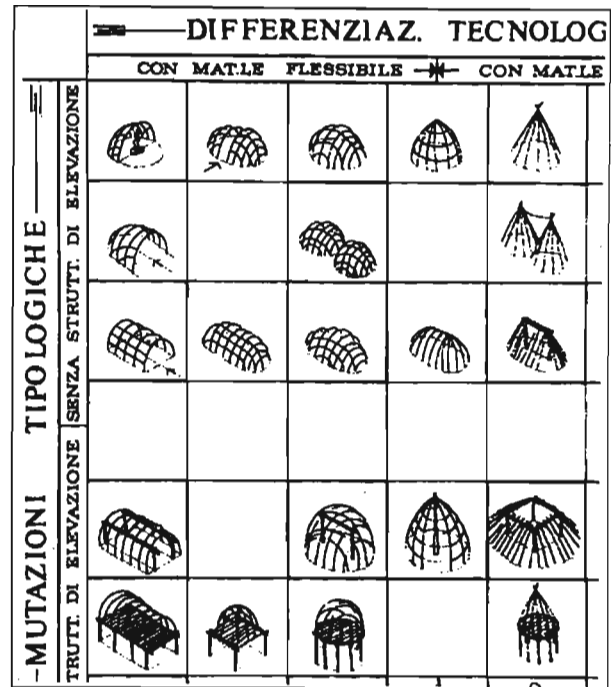 DIFFERENZIAZ. TECNOLOG
CON MAT.LE FLESSIBILE CON MAT.LE
-MUTAZIONI TIPOLOGICHE
SENZA STRUTT. DI ELEVAZIONE
TRUTT. DI ELEVAZIONE